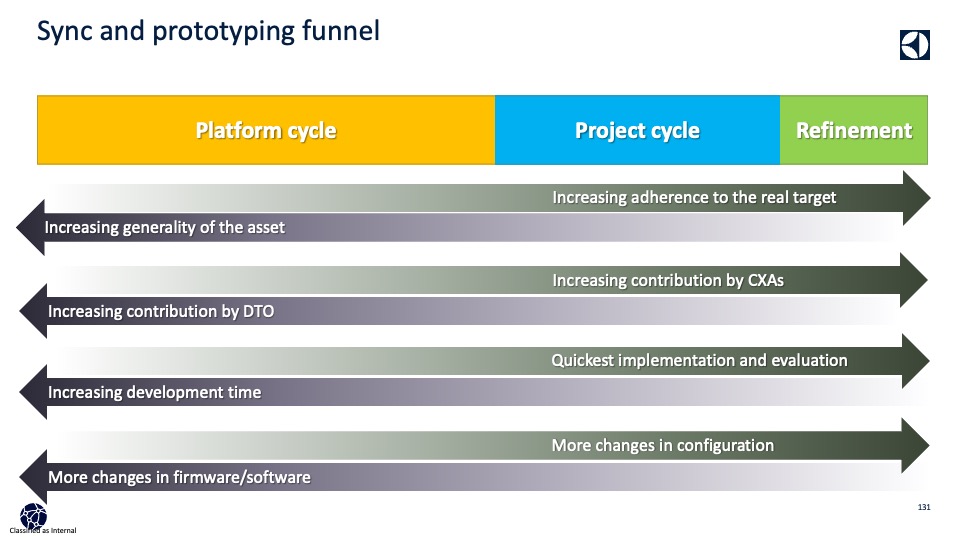 Sync and prototyping funnel
Platform cycle
Project cycle
Refinement
Increasing adherence to the real target
Increasing generality of the asset
Increasing contribution by CXAs
Increasing contribution by DTO
Quickest implementation and evaluation
Increasing development time
More changes in configuration
More changes in firmware/software
131
Classified as Internal